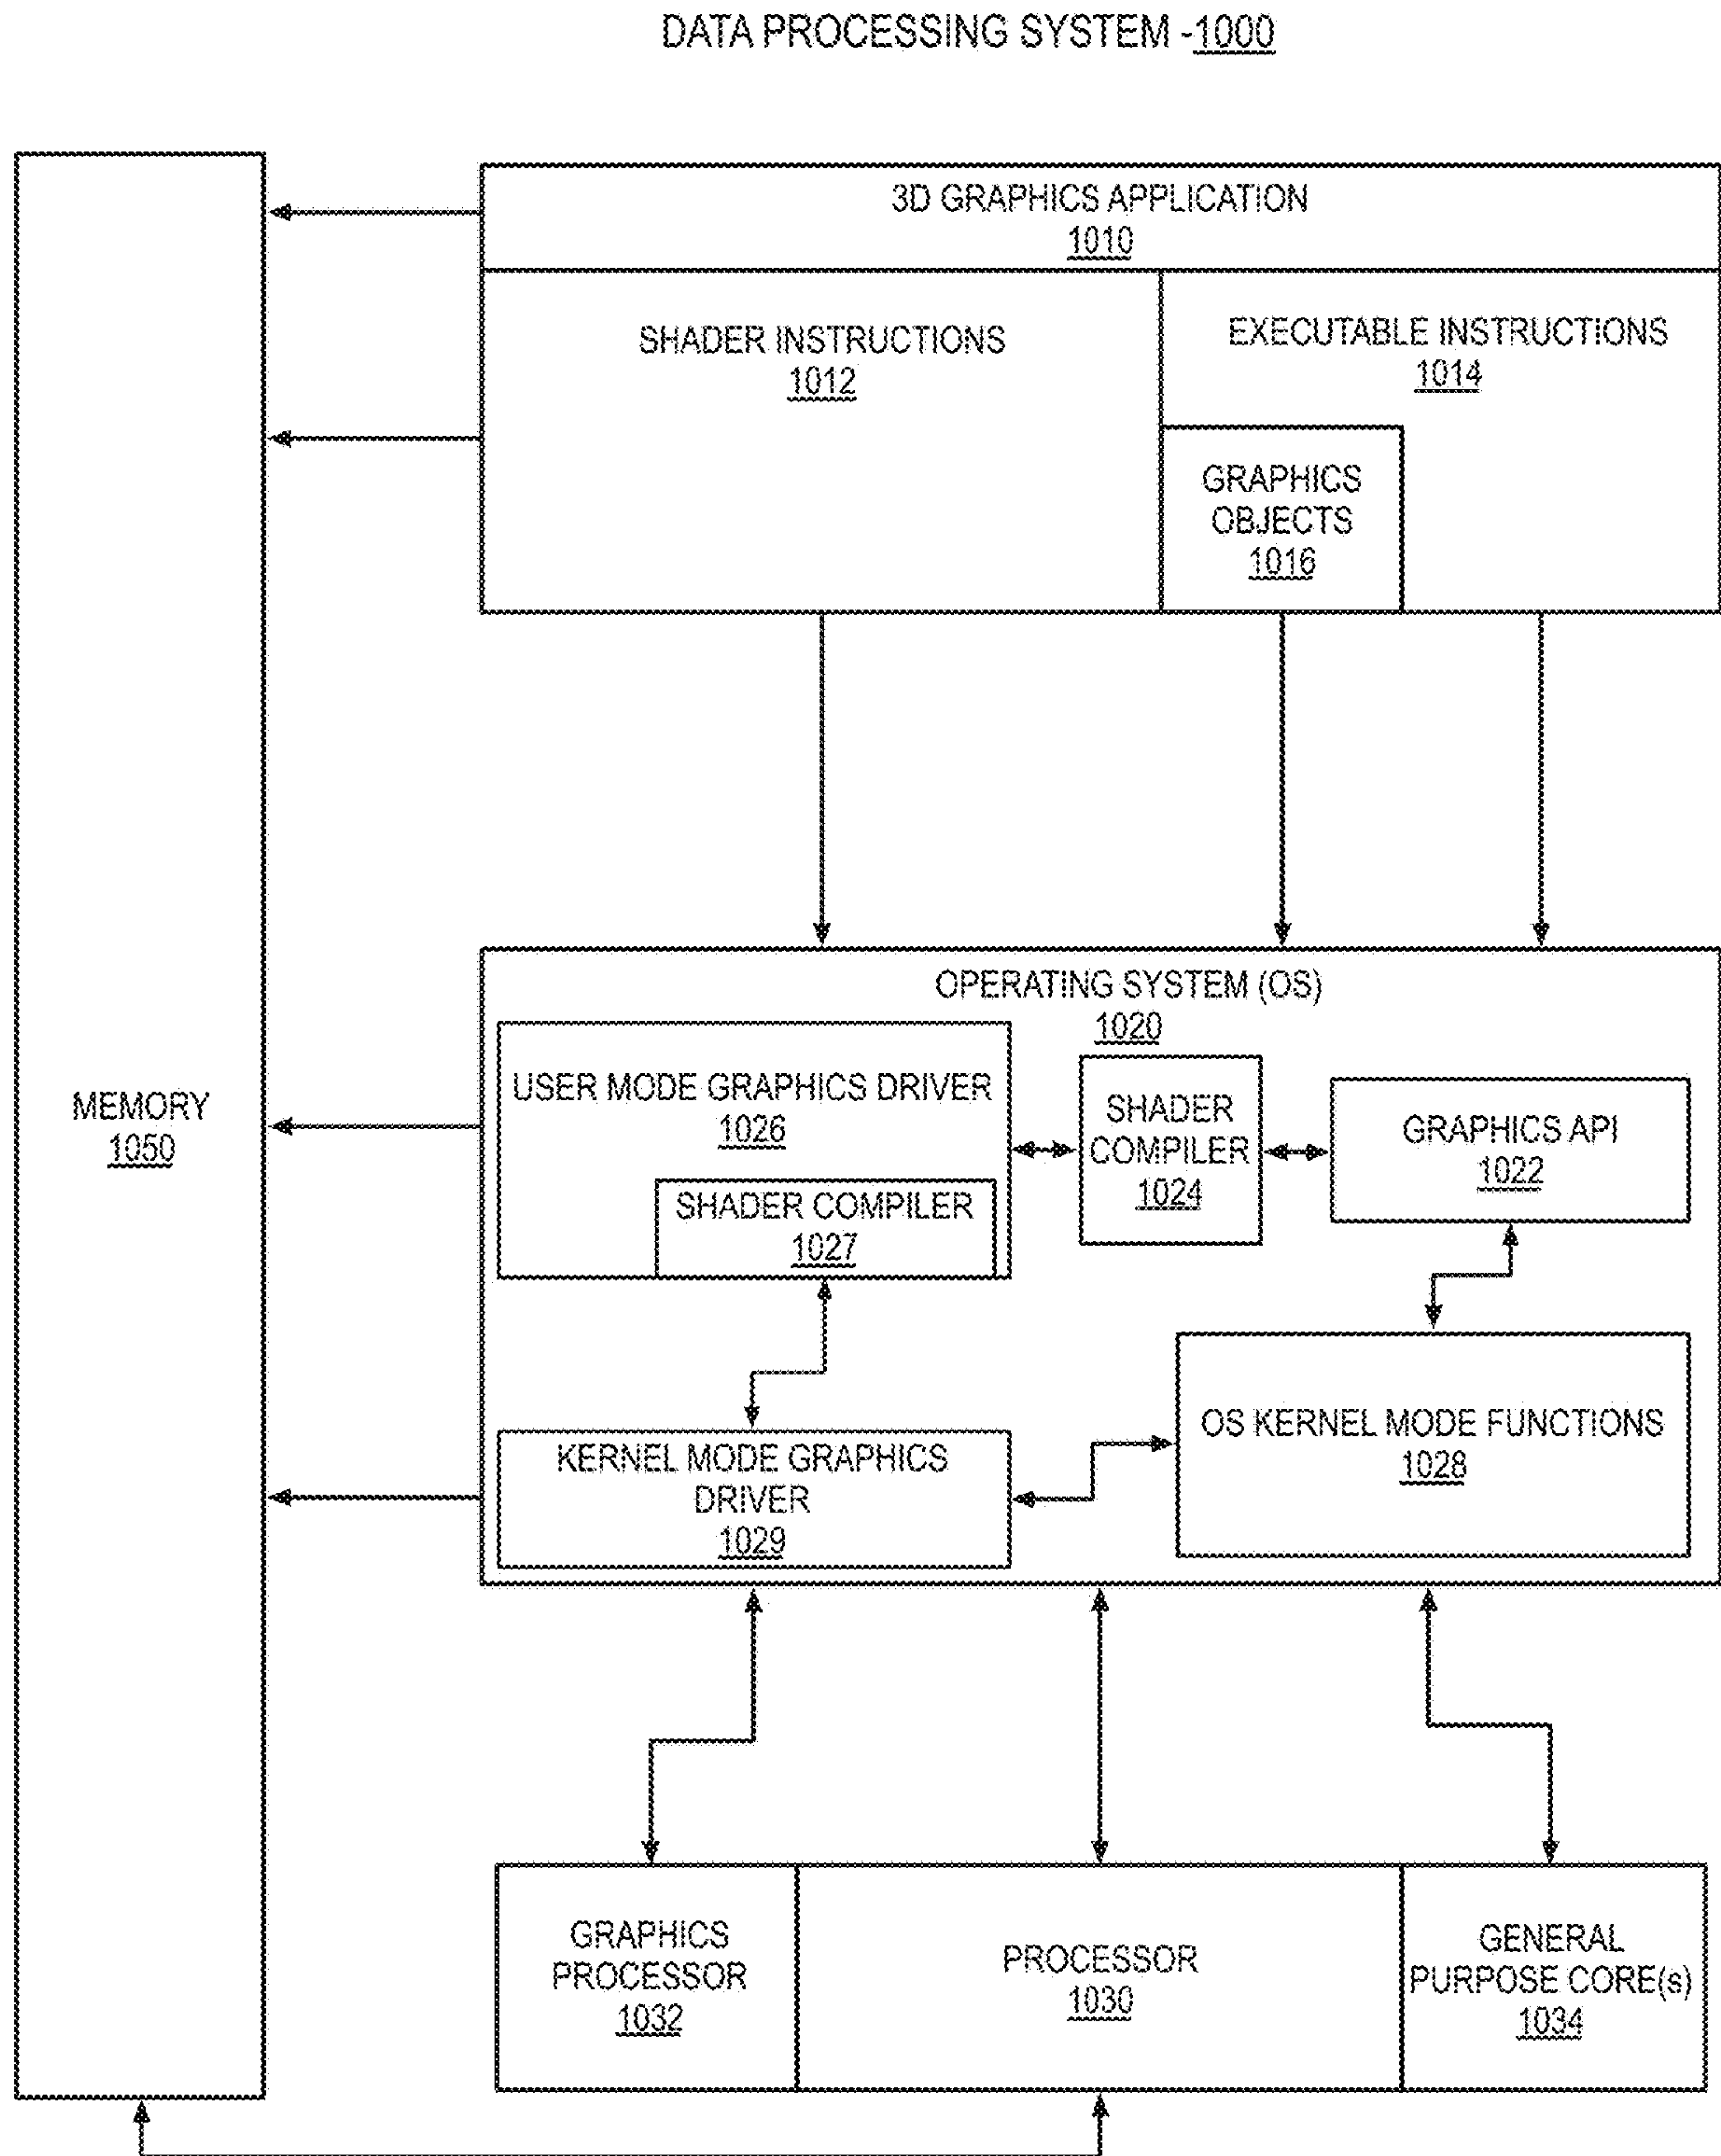 DATA PROCESSING SYSTEM -1000
3D GRAPHICS APPLICATION
1010
SHADER INSTRUCTIONS
1012
EXECUTABLE INSTRUCTIONS
1014
GRAPHICS
OBJECTS
1016
MEMORY
1050
OPERATING SYSTEM (OS)
1020
USER MODE GRAPHICS DRIVER
1026
SHADER COMPILER
1027
SHADER
COMPILER
1024
GRAPHICS API
1022
KERNEL MODE GRAPHICS
DRIVER
1029
OS KERNEL MODE FUNCTIONS
1028
GRAPHICS
PROCESSOR
1032
PROCESSOR
1030
GENERAL
PURPOSE CORE(s)
1034